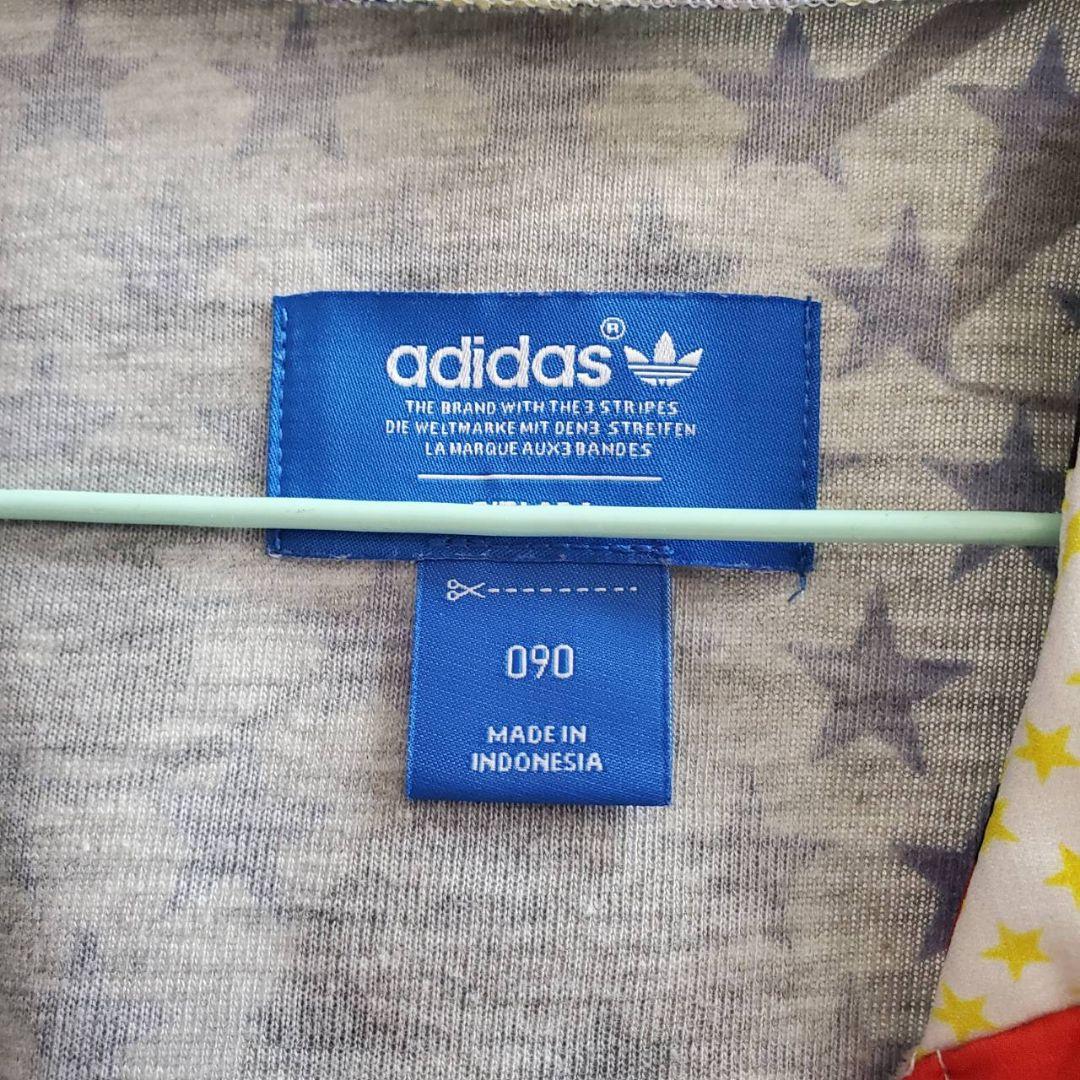 adidas®
THE BRAND WITH THE 3 STRIPES
DIE WELTMARKE MIT DEN 3 STREIFEN
LA MARQUE AUX 3 BANDES
090
MADE IN
INDONESIA